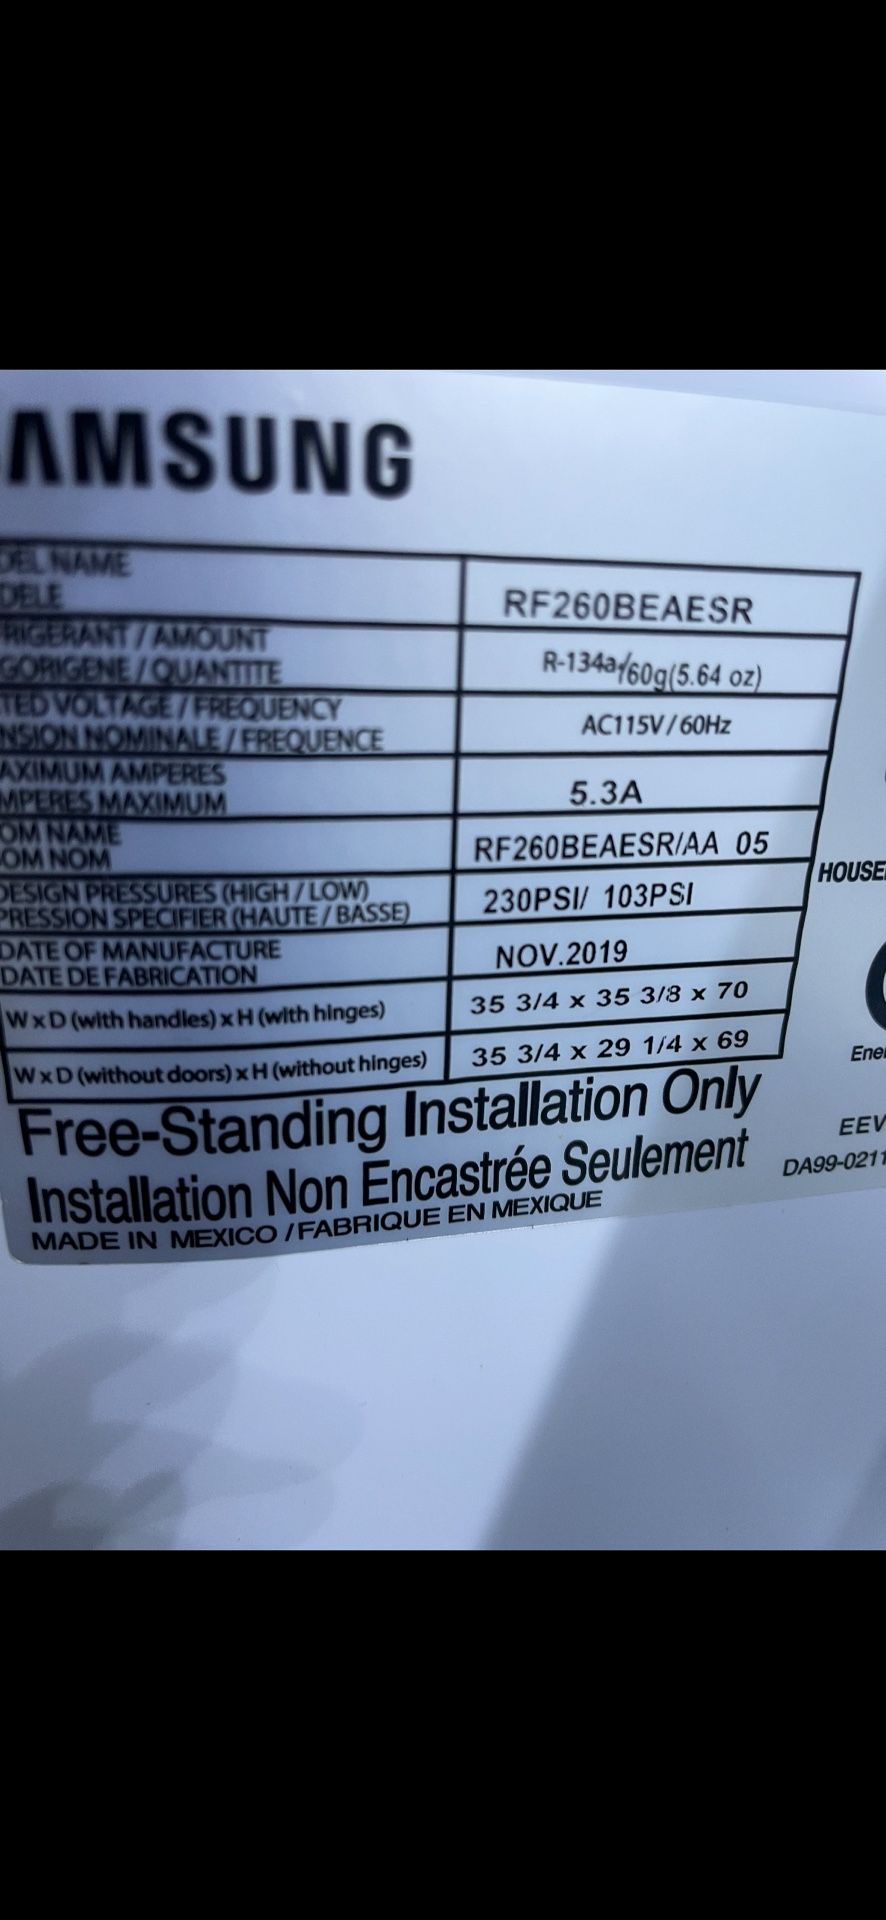 AMSUNG
DEL NAME
DELE
RF260BEAESR
RIGERANT / AMOUNT
GORIGENE / QUANTITE
R-134a/60g(5.64 oz)
TED VOLTAGE / FREQUENCY
NSION NOMINALE / FREQUENCE
AC115V / 60Hz
AXIMUM AMPERES
MPERES MAXIMUM
5.3A
OM NAME
OM NOM
RF260BEAESR/AA 05
DESIGN PRESSURES (HIGH / LOW)
PRESSION SPECIFIER (HAUTE / BASSE)
230PSI/ 103PSI
DATE OF MANUFACTURE
DATE DE FABRICATION
NOV.2019
W x D (with handles) x H (with hinges)
35 3/4 x 35 3/8 x 70
W x D (without doors) x H (without hinges)
35 3/4 x 29 1/4 x 69
Free-Standing Installation Only
Installation Non Encastrée Seulement
MADE IN MEXICO / FABRIQUE EN MEXIQUE
HOUSE
Ene
EEV
DA99-0211